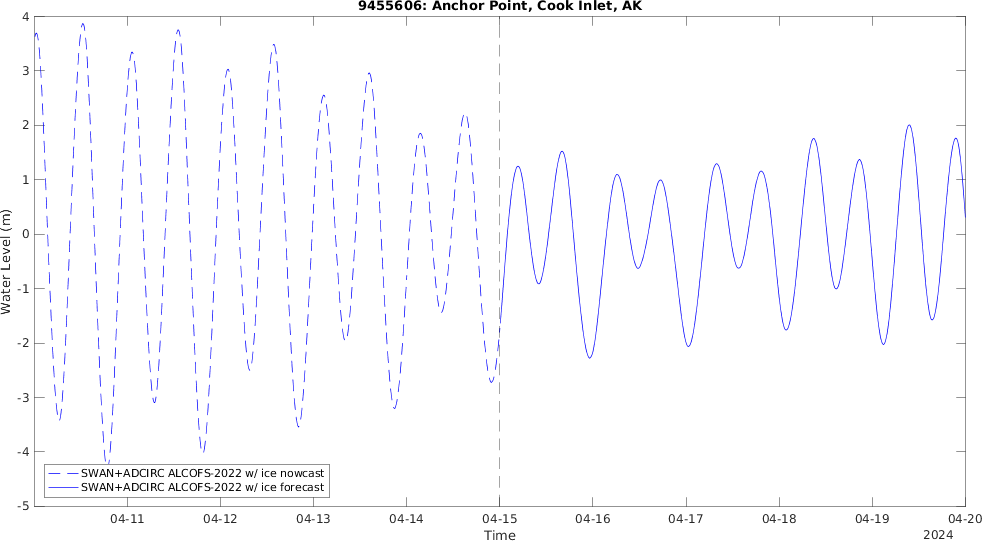 9455606: Anchor Point, Cook Inlet, AK
4
3
2
1
0
-1
-2
-3
-4
-5
Water Level (m)
SWAN+ADCIRC ALCOFS-2022 w/ ice nowcast
SWAN+ADCIRC ALCOFS-2022 w/ ice forecast
04-11 04-12 04-13 04-14 04-15 04-16 04-17 04-18 04-19 04-20
Time
2024